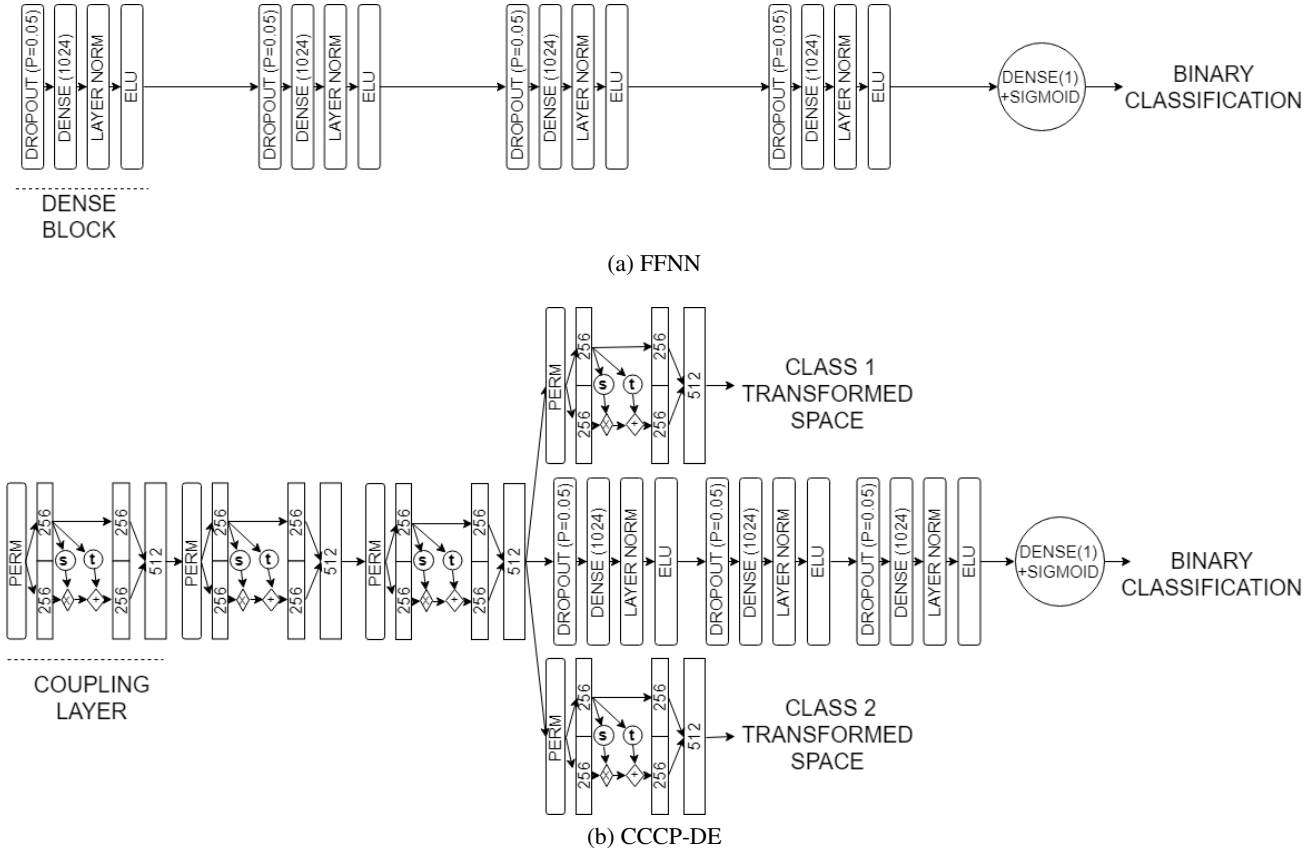 DROPOUT (P=0.05)
DENSE (1024)
LAYER NORM
ELU
DROPOUT (P=0.05)
DENSE (1024)
LAYER NORM
ELU
DROPOUT (P=0.05)
DENSE (1024)
LAYER NORM
ELU
DROPOUT (P=0.05)
DENSE (1024)
LAYER NORM
ELU
DENSE(1)
+SIGMOID
BINARY
CLASSIFICATION
DENSE
BLOCK
(a) FFNN
PERM
256
256
s
t
x
+
256
256
512
CLASS 1
TRANSFORMED
SPACE
PERM
256
256
s
t
x
+
256
256
512
PERM
256
256
s
t
x
+
256
256
512
PERM
256
256
s
t
x
+
256
256
512
DROPOUT (P=0.05)
DENSE (1024)
LAYER NORM
ELU
DROPOUT (P=0.05)
DENSE (1024)
LAYER NORM
ELU
DROPOUT (P=0.05)
DENSE (1024)
LAYER NORM
ELU
DENSE(1)
+SIGMOID
BINARY
CLASSIFICATION
COUPLING
LAYER
PERM
256
256
s
t
x
+
256
256
512
CLASS 2
TRANSFORMED
SPACE
(b) CCCP-DE